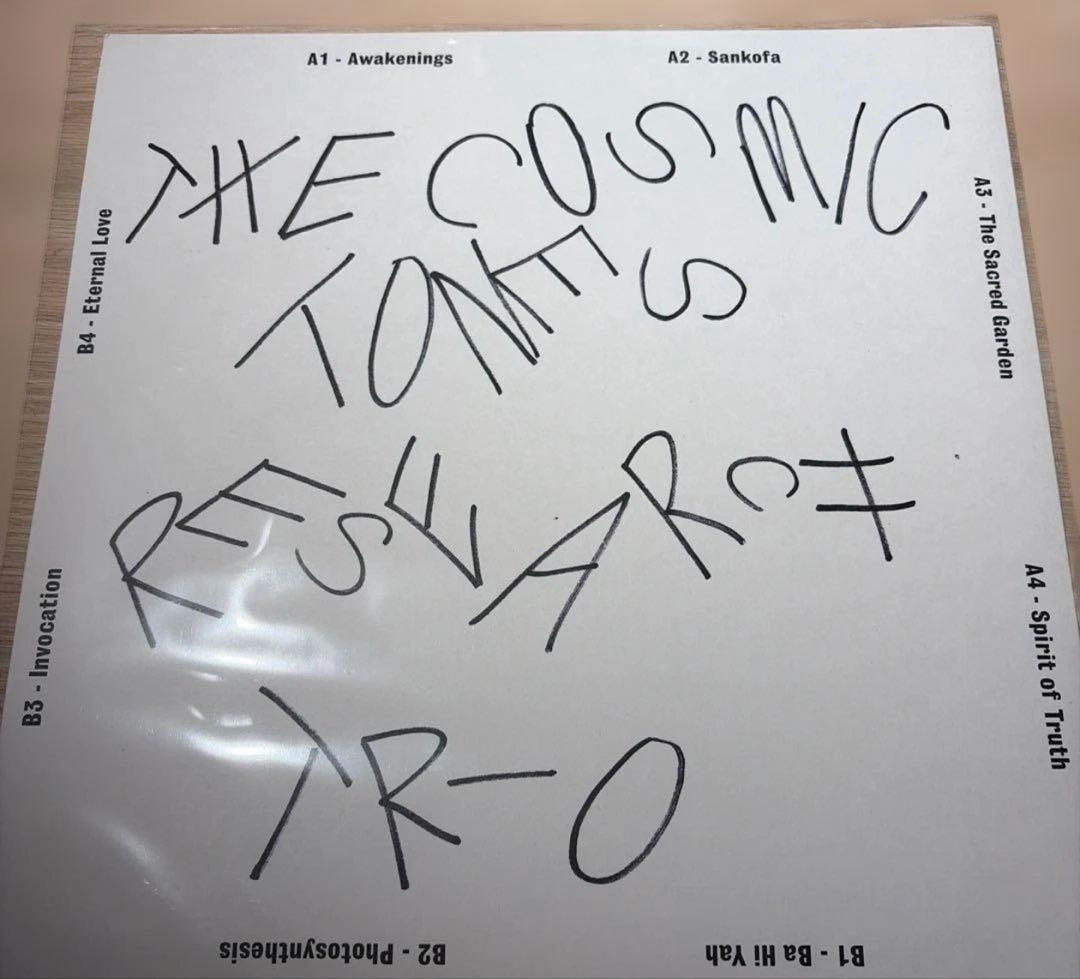 A1 - Awakenings
A2 - Sankofa
THE COSMIC
TONES
RESEARCH
TRIO
A3 - The Sacred Garden
A4 - Spirit of Truth
B1 - Ba Hi Yah
B2 - Photosynthesis
B3 - Invocation
B4 - Eternal Love